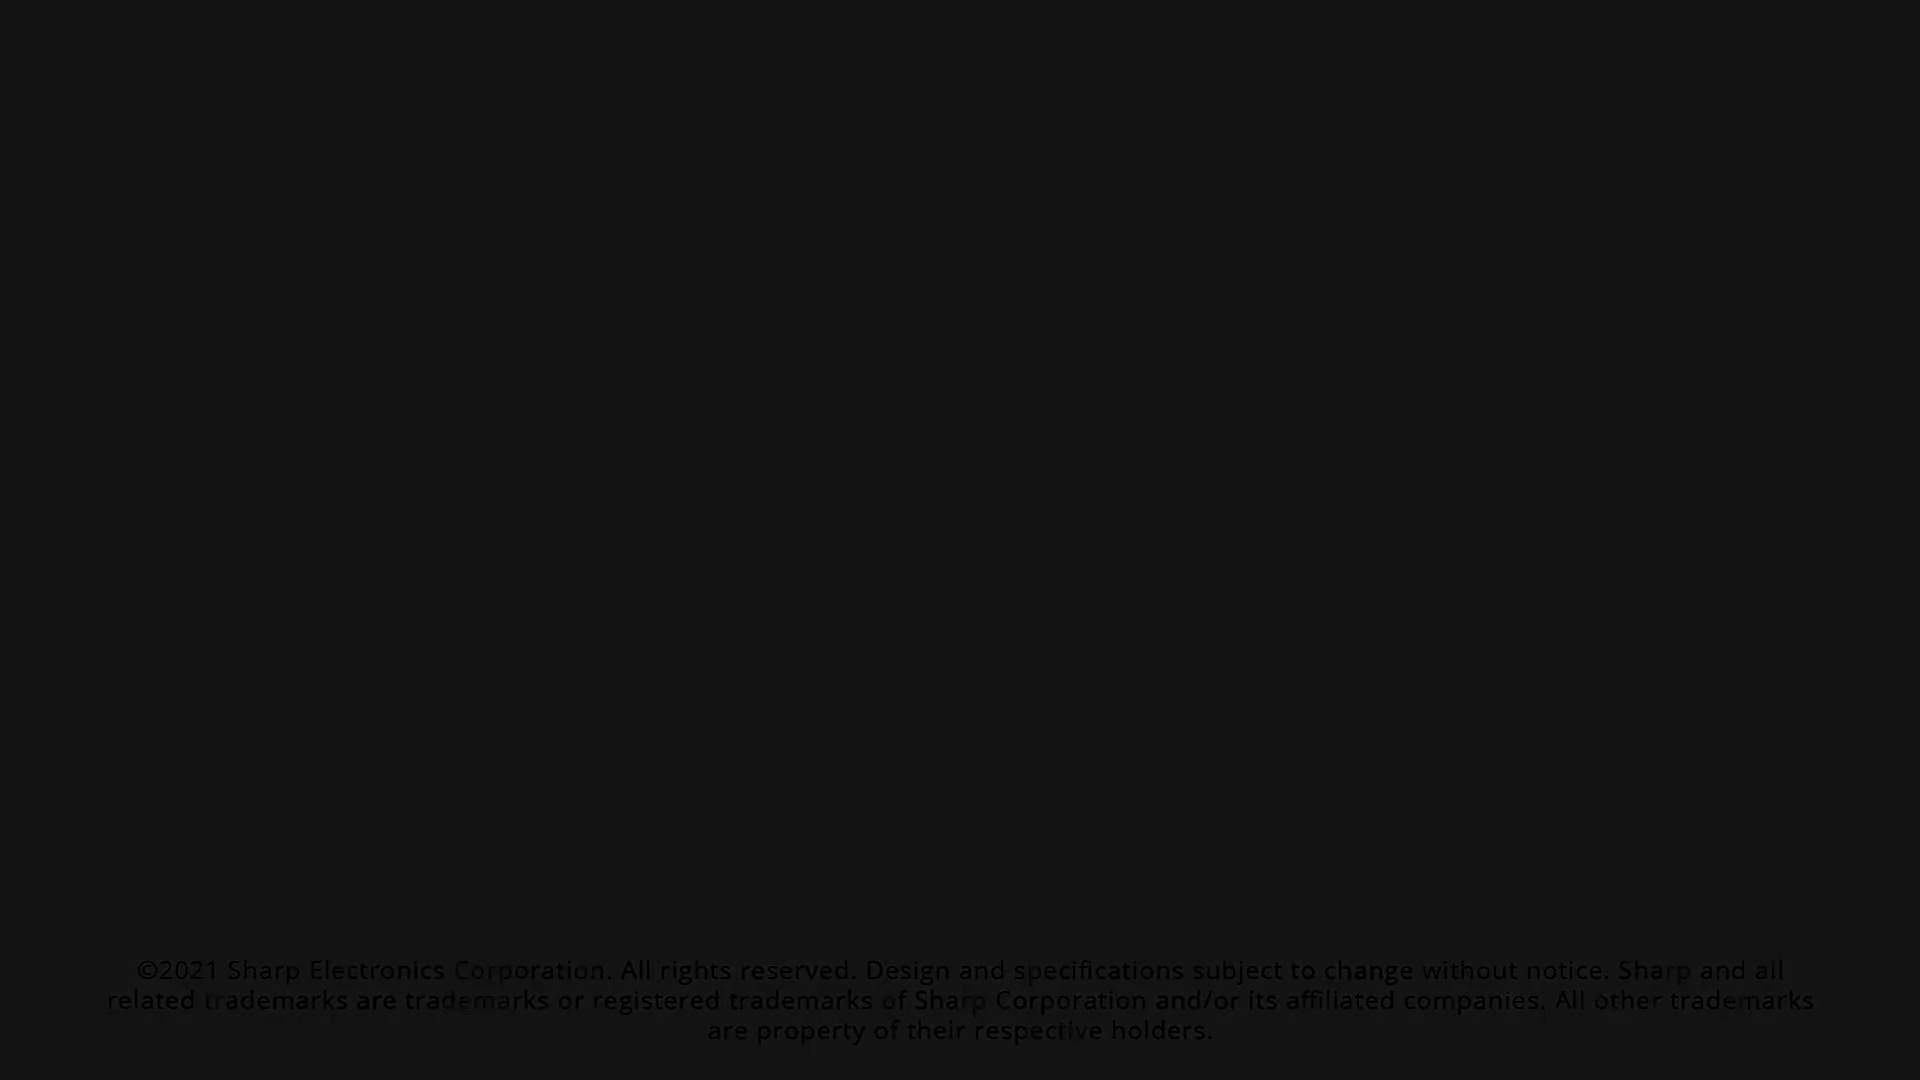 ©2021 Sharp Electronics Corporation. All rights reserved. Design and specifications subject to change without notice. Sharp and all
related trademarks are trademarks or registered trademarks of Sharp Corporation and/or its affiliated companies. All other trademarks
are property of their respective holders.